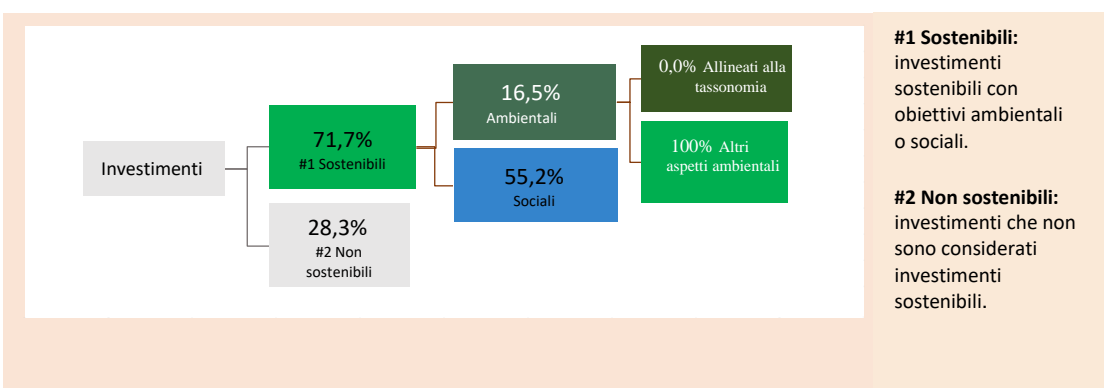 Investimenti
71,7%
#1 Sostenibili
28,3%
#2 Non
sostenibili
16,5%
Ambientali
55,2%
Sociali
0,0% Allineati alla
tassonomia
100% Altri
aspetti ambientali
#1 Sostenibili:
investimenti
sostenibili con
obiettivi ambientali
o sociali.
#2 Non sostenibili:
investimenti che non
sono considerati
investimenti
sostenibili.